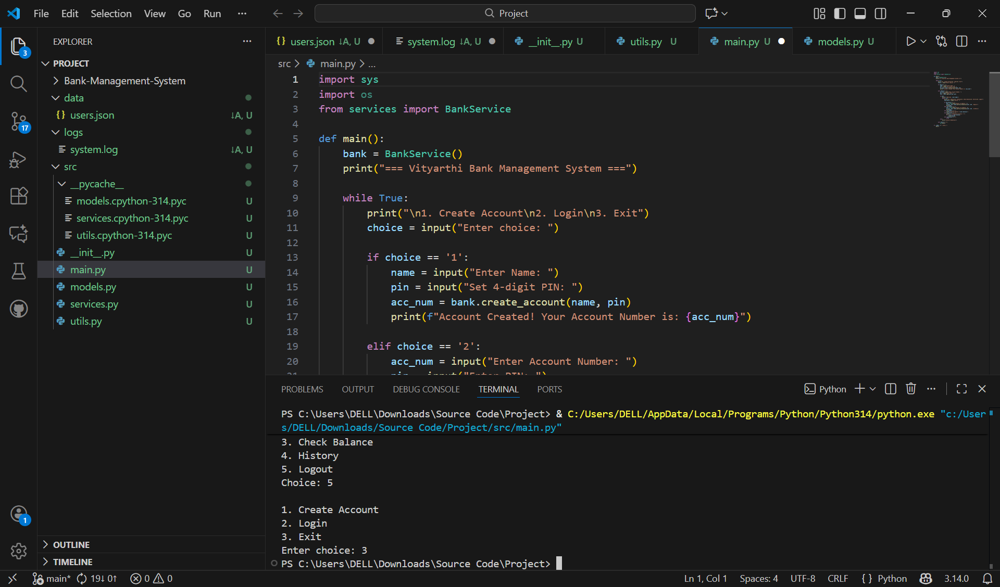 File Edit Selection View Go Run ··· Project
EXPLORER ···
PROJECT
Bank-Management-System
data
{} users.json ↓A, U
logs
system.log ↓A, U
src
__pycache__
models.cpython-314.pyc U
services.cpython-314.pyc U
utils.cpython-314.pyc U
__init__.py U
main.py U
models.py U
services.py U
utils.py U
OUTLINE
TIMELINE
3
17
1
{} users.json ↓A, U system.log ↓A, U __init__.py U utils.py U main.py U models.py U ···
src > main.py > ...
1 import sys
2 import os
3 from services import BankService
4
5 def main():
6 bank = BankService()
7 print("=== Vityarthi Bank Management System ===")
8
9 while True:
10 print("\n1. Create Account\n2. Login\n3. Exit")
11 choice = input("Enter choice: ")
12
13 if choice == '1':
14 name = input("Enter Name: ")
15 pin = input("Set 4-digit PIN: ")
16 acc_num = bank.create_account(name, pin)
17 print(f"Account Created! Your Account Number is: {acc_num}")
18
19 elif choice == '2':
20 acc_num = input("Enter Account Number: ")
21 pin = input("Enter PIN: ")
PROBLEMS OUTPUT DEBUG CONSOLE TERMINAL PORTS Python ···
PS C:\Users\DELL\Downloads\Source Code\Project> & C:/Users/DELL/AppData/Local/Programs/Python/Python314/python.exe "c:/User
s/DELL/Downloads/Source Code/Project/src/main.py"
3. Check Balance
4. History
5. Logout
Choice: 5
1. Create Account
2. Login
3. Exit
Enter choice: 3
PS C:\Users\DELL\Downloads\Source Code\Project>
main* 19↓ 0↑ 0 0 Ln 1, Col 1 Spaces: 4 UTF-8 CRLF {} Python 3.14.0